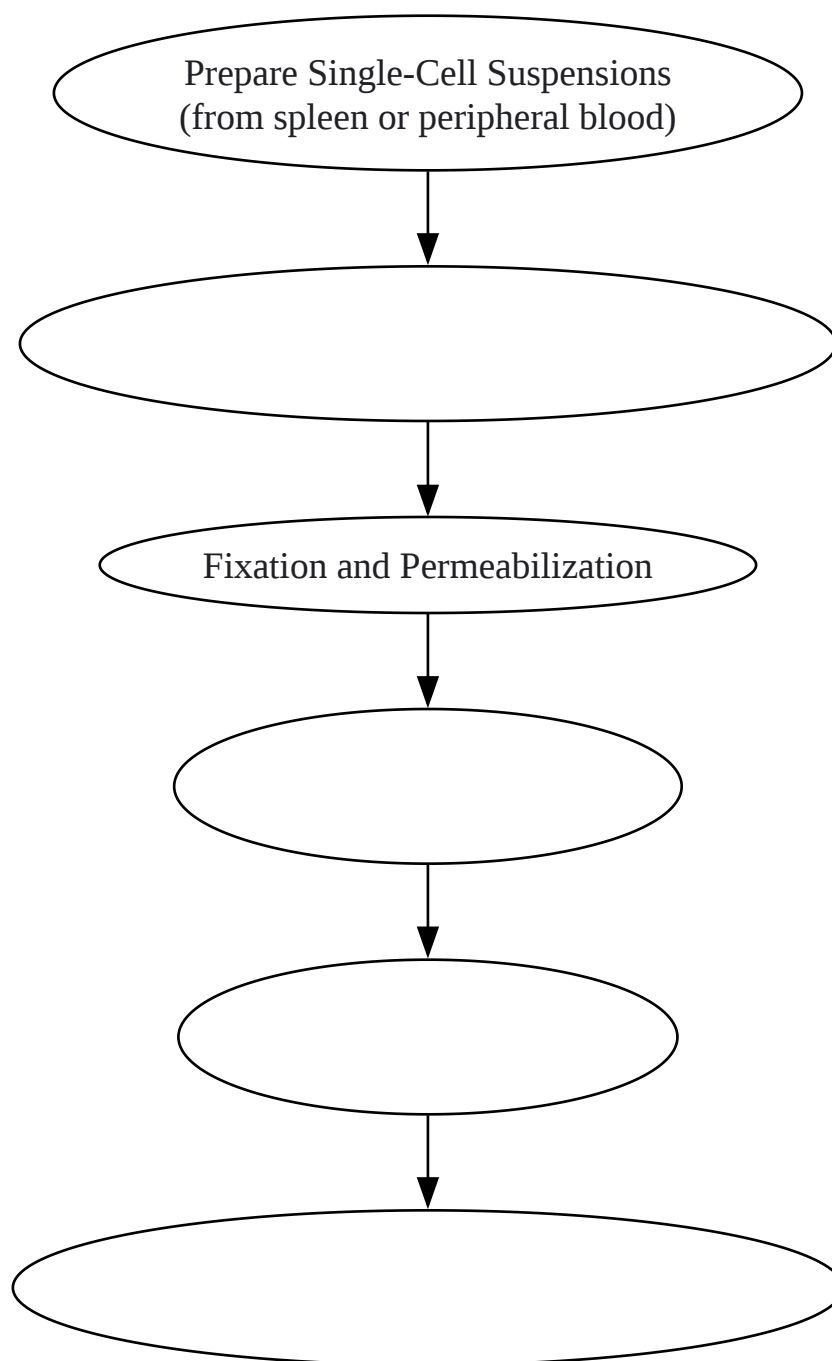 Prepare Single-Cell Suspensions
(from spleen or peripheral blood)
Fixation and Permeabilization